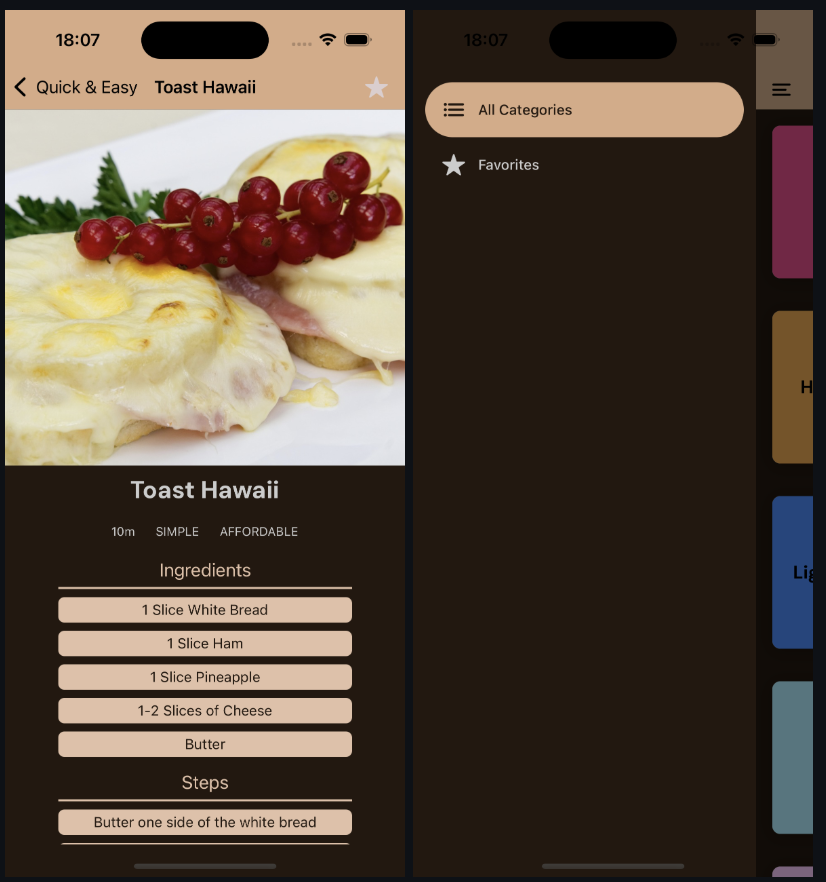 18:07
Quick & Easy Toast Hawaii
Toast Hawaii
10m SIMPLE AFFORDABLE
Ingredients
1 Slice White Bread
1 Slice Ham
1 Slice Pineapple
1-2 Slices of Cheese
Butter
Steps
Butter one side of the white bread
18:07
All Categories
Favorites
H
Lig